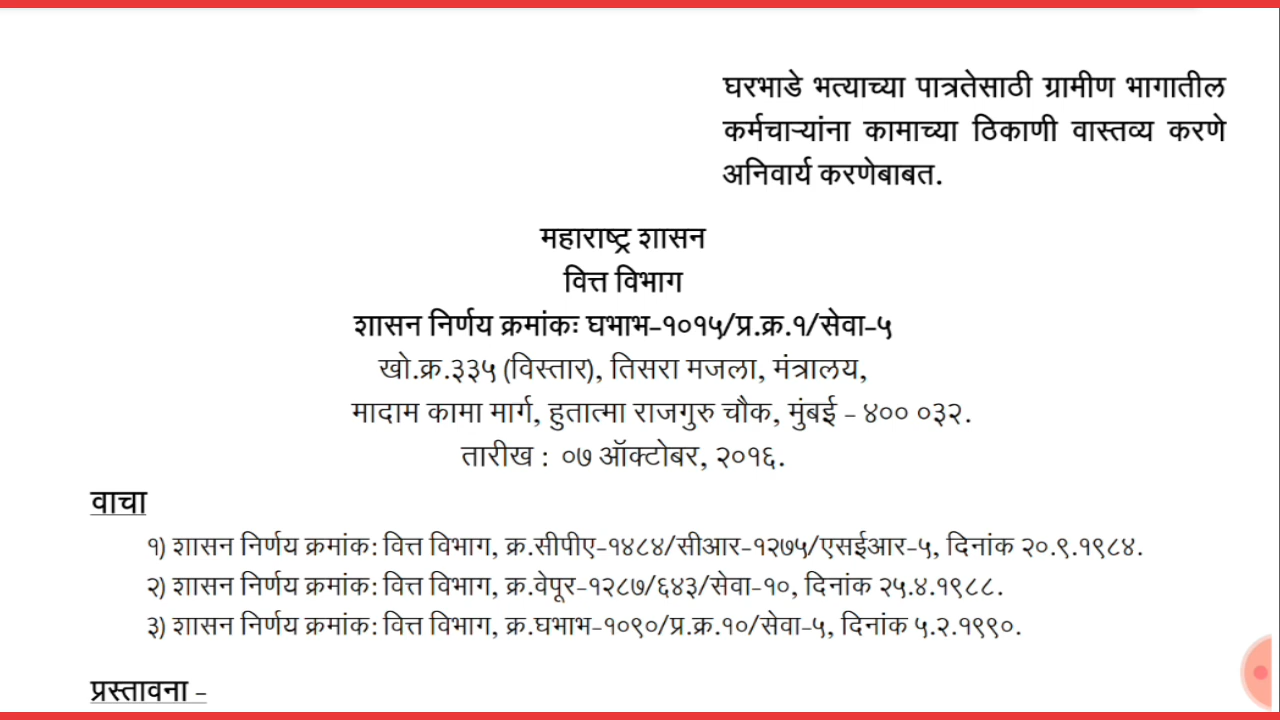 घरभाडे भत्याच्या पात्रतेसाठी ग्रामीण भागातील
कर्मचाऱ्यांना कामाच्या ठिकाणी वास्तव्य करणे
अनिवार्य करणेबाबत.
महाराष्ट्र शासन
वित्त विभाग
शासन निर्णय क्रमांकः घभाभ-१०१५/प्र.क्र.१/सेवा-५
खो.क्र.३३५ (विस्तार), तिसरा मजला, मंत्रालय,
मादाम कामा मार्ग, हुतात्मा राजगुरु चौक, मुंबई - ४०० ०३२.
तारीख : ०७ ऑक्टोबर, २०१६.
वाचा
१) शासन निर्णय क्रमांक: वित्त विभाग, क्र.सीपीए-१४८४/सीआर-१२७५/एसईआर-५, दिनांक २०.९.१९८४.
२) शासन निर्णय क्रमांक: वित्त विभाग, क्र.वेपूर-१२८७/६४३/सेवा-१०, दिनांक २५.४.१९८८.
३) शासन निर्णय क्रमांक: वित्त विभाग, क्र.घभाभ-१०९०/प्र.क्र.१०/सेवा-५, दिनांक ५.२.१९९०.
प्रस्तावना -